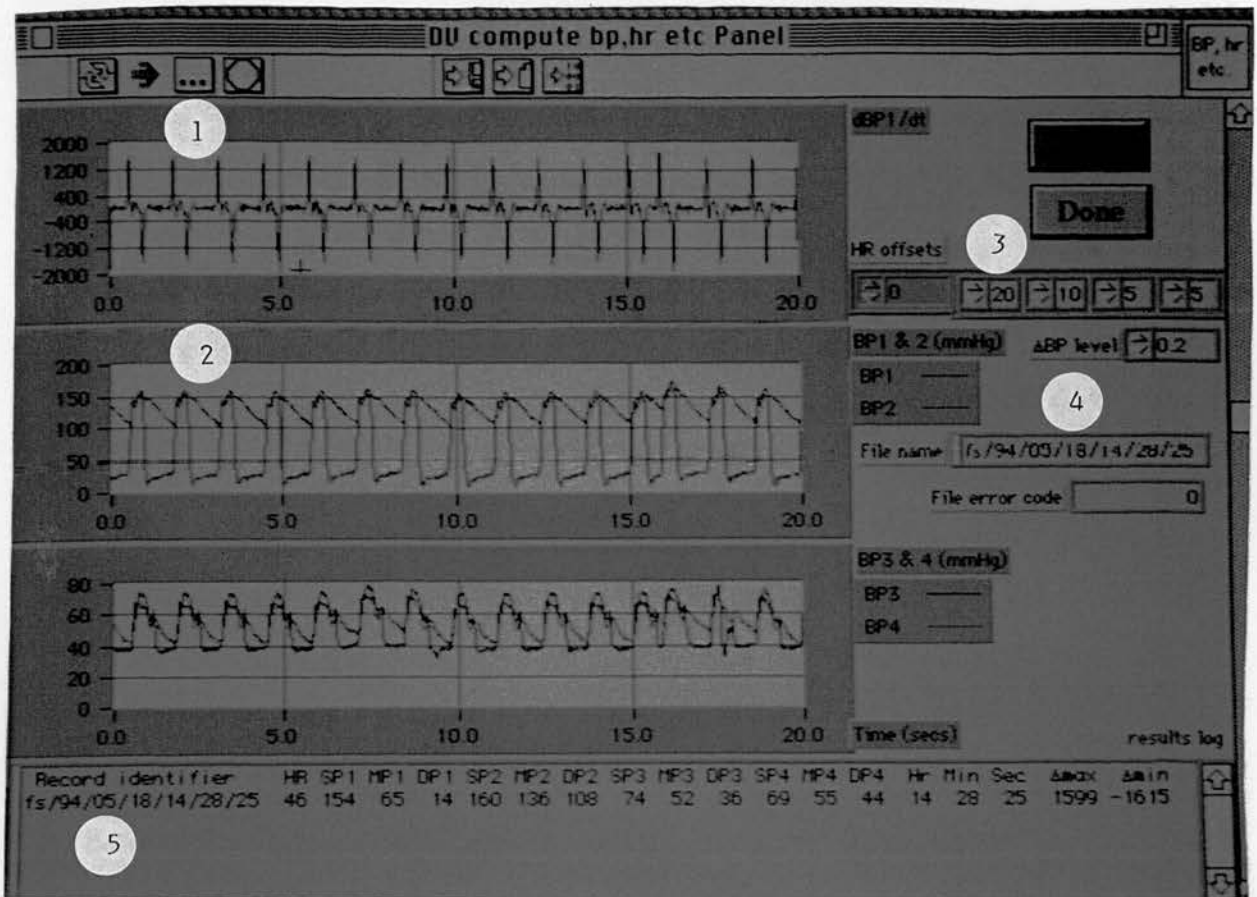 DV compute bp,hr etc Panel
BP, hr
etc.
...
1
dBP1/dt
2000
1200
400
-400
-1200
-2000
0.0 5.0 10.0 15.0 20.0
Done
3
HR offsets
0 20 10 5 5
2
BP1 & 2 (mmHg) ΔBP level 0.2
BP1
BP2
4
File name fs/94/05/18/14/28/25
File error code 0
200
150
100
50
0
0.0 5.0 10.0 15.0 20.0
BP3 & 4 (mmHg)
BP3
BP4
80
60
40
20
0
0.0 5.0 10.0 15.0 20.0
Time (secs) results log
Record identifier HR SP1 MP1 DP1 SP2 MP2 DP2 SP3 MP3 DP3 SP4 MP4 DP4 Hr Min Sec Δmax Δmin
fs/94/05/18/14/28/25 46 154 65 14 160 136 108 74 52 36 69 55 44 14 28 25 1599 -1615
5